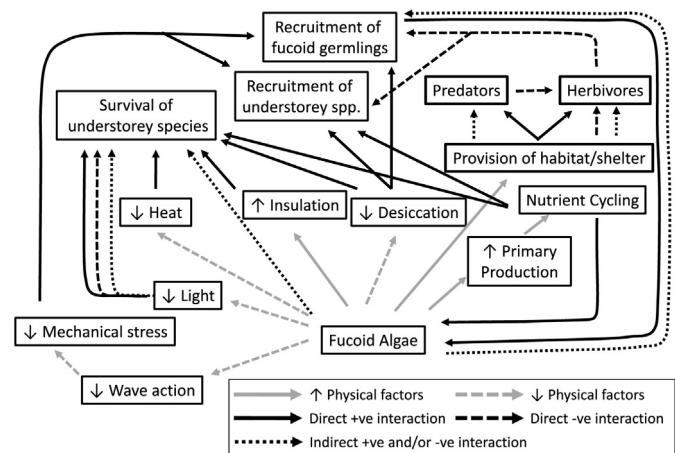 Recruitment of
fucoid germlings
Recruitment of
understorey spp.
Predators
Herbivores
Survival of
understorey species
Provision of habitat/shelter
↓ Heat
↑ Insulation
↓ Desiccation
Nutrient Cycling
↑ Primary
Production
↓ Light
↓ Mechanical stress
Fucoid Algae
↓ Wave action
↑ Physical factors
↓ Physical factors
Direct +ve interaction
Direct -ve interaction
Indirect +ve and/or -ve interaction